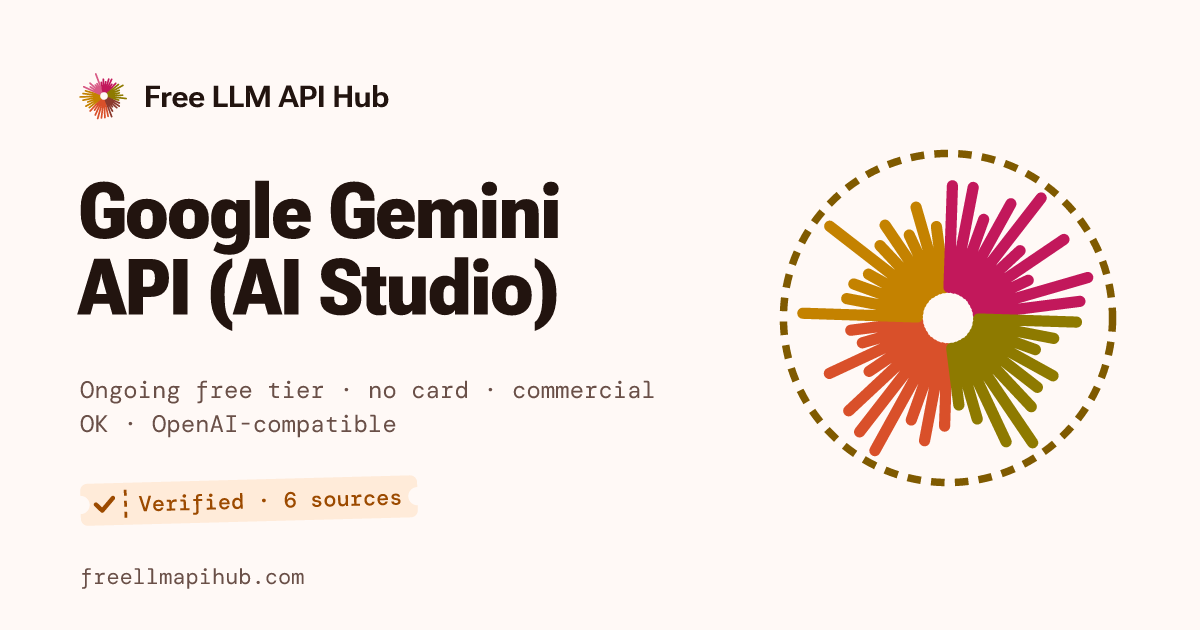 Free LLM API Hub
Google Gemini
API (AI Studio)
Ongoing free tier · no card · commercial
OK · OpenAI-compatible
Verified · 6 sources
freellmapihub.com